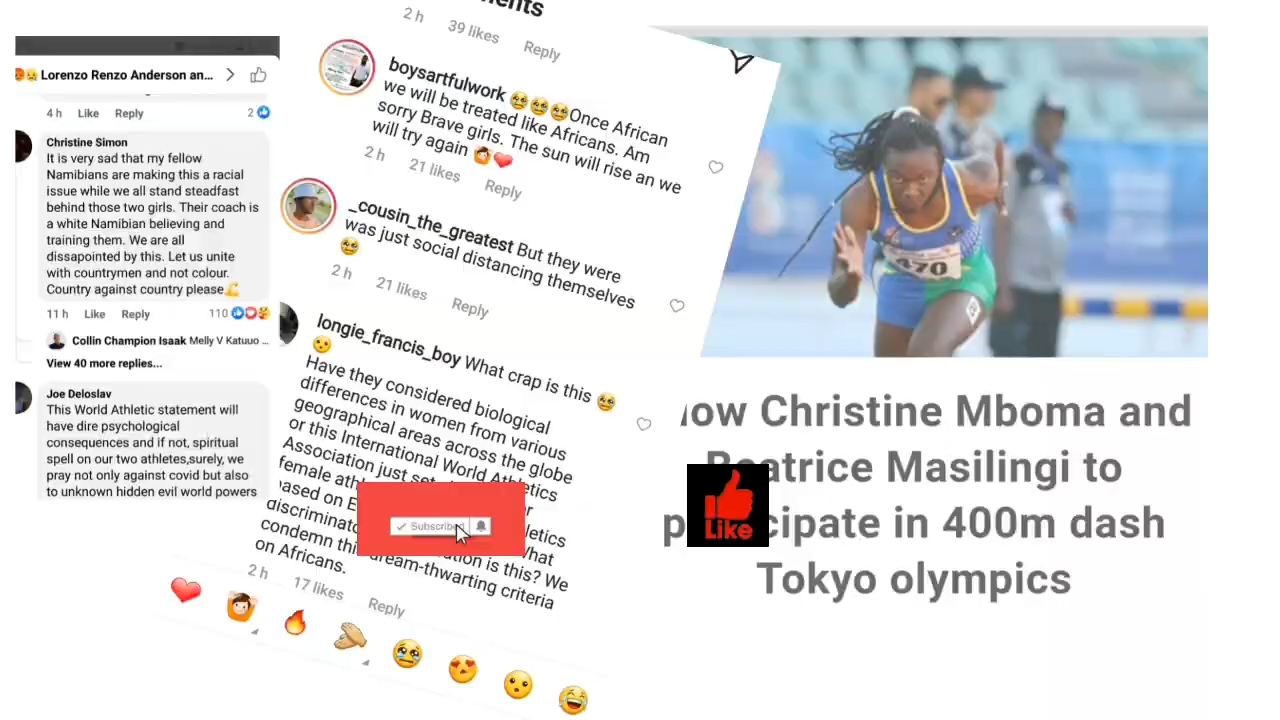 Lorenzo Renzo Anderson an...
4 h Like Reply 2
Christine Simon
It is very sad that my fellow
Namibians are making this a racial
issue while we all stand steadfast
behind those two girls. Their coach is
a white Namibian believing and
training them. We are all
dissapointed by this. Let us unite
with countrymen and not colour.
Country against country please💪
11 h Like Reply 110
Collin Champion Isaak Melly V Katuuo ...
View 40 more replies...
Joe Deloslav
This World Athletic statement will
have dire psychological
consequences and if not, spiritual
spell on our two athletes,surely, we
pray not only against covid but also
to unknown hidden evil world powers
2 h 39 likes Reply
boysartfulwork 🥺🥺🥺Once African
we will be treated like Africans. Am
sorry Brave girls. The sun will rise an we
will try again 🙌❤️
2 h 21 likes Reply
_cousin_the_greatest But they were
was just social distancing themselves
🥺
2 h 21 likes Reply
longie_francis_boy What crap is this 🥺
😮
Have they considered biological
differences in women from various
geographical areas across the globe
or this International World Athletics
Association just
female
discriminat is this? We
condemn dream-thwarting criteria
on Africans.
2 h 17 likes Reply
Subscribed
470
Christine Mboma and
Masilingi to
in 400m dash
Tokyo olympics
Like